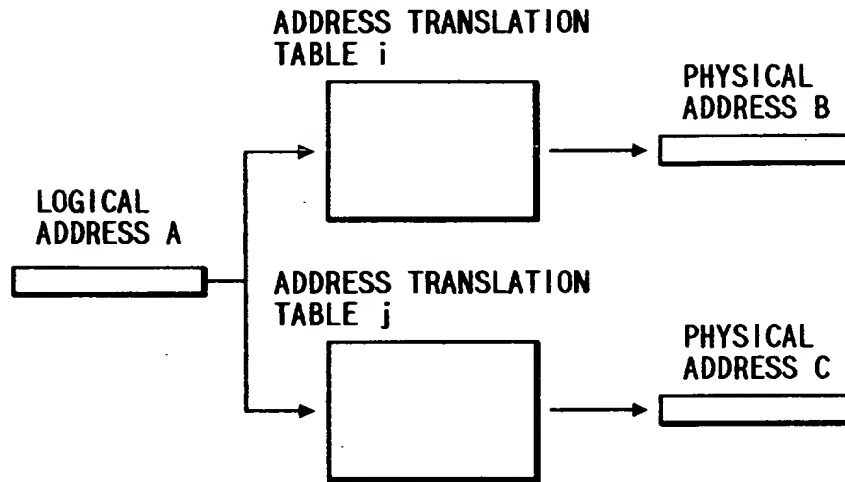 ADDRESS TRANSLATION
TABLE i
PHYSICAL
ADDRESS B
LOGICAL
ADDRESS A
ADDRESS TRANSLATION
TABLE j
PHYSICAL
ADDRESS C